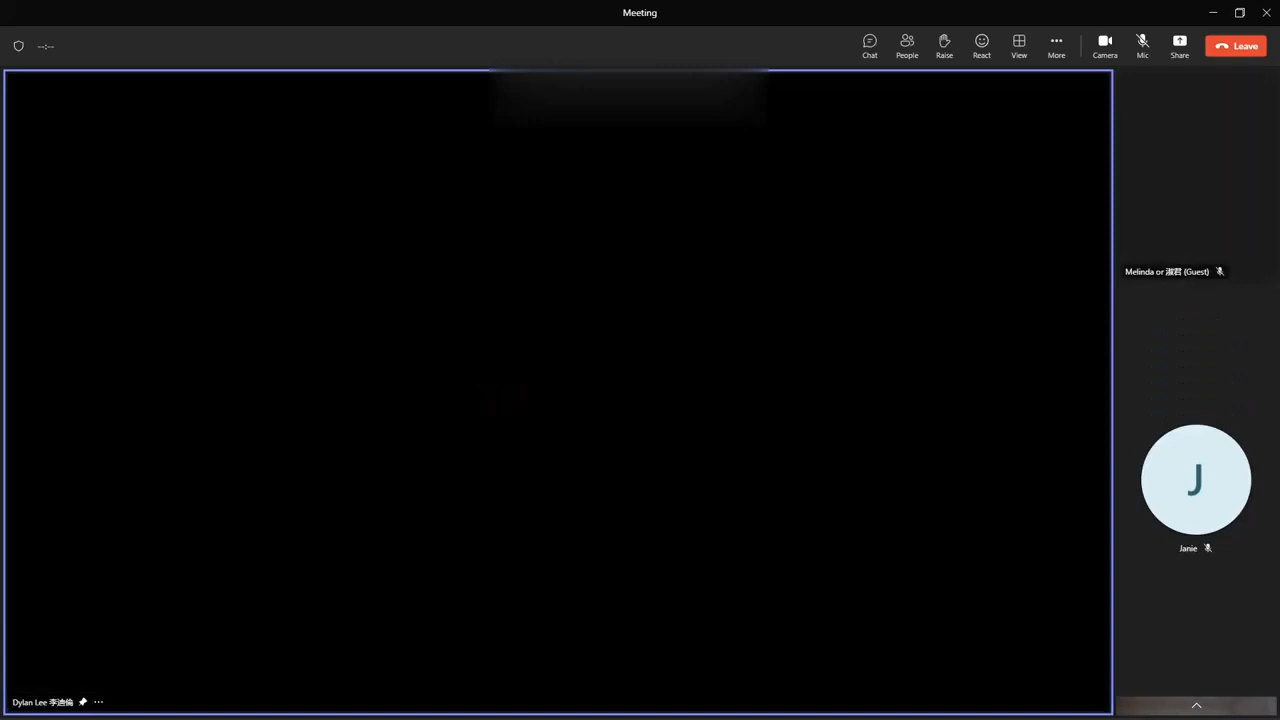 Meeting
--:--
Chat
People
Raise
React
View
More
Camera
Mic
Share
Leave
Melinda or 淑君 (Guest)
J
Janie
Dylan Lee 李迪倫